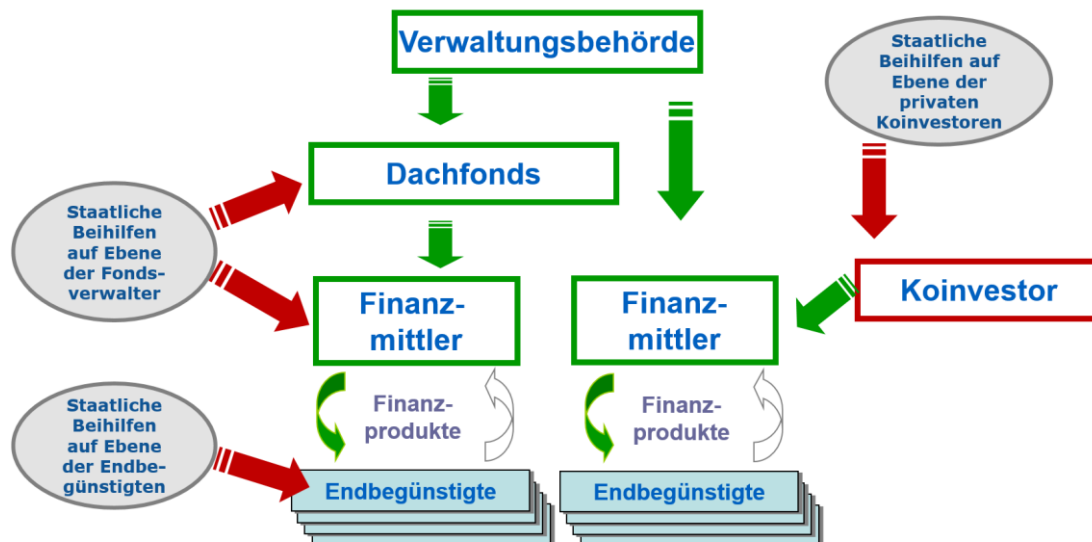 Verwaltungsbehörde
Staatliche
Beihilfen auf
Ebene der
privaten
Koinvestoren
Dachfonds
Staatliche
Beihilfen
auf Ebene
der Fonds-
verwalter
Finanz-
mittler
Finanz-
mittler
Koinvestor
Finanz-
produkte
Finanz-
produkte
Staatliche
Beihilfen
auf Ebene
der Endbe-
günstigten
Endbegünstigte
Endbegünstigte